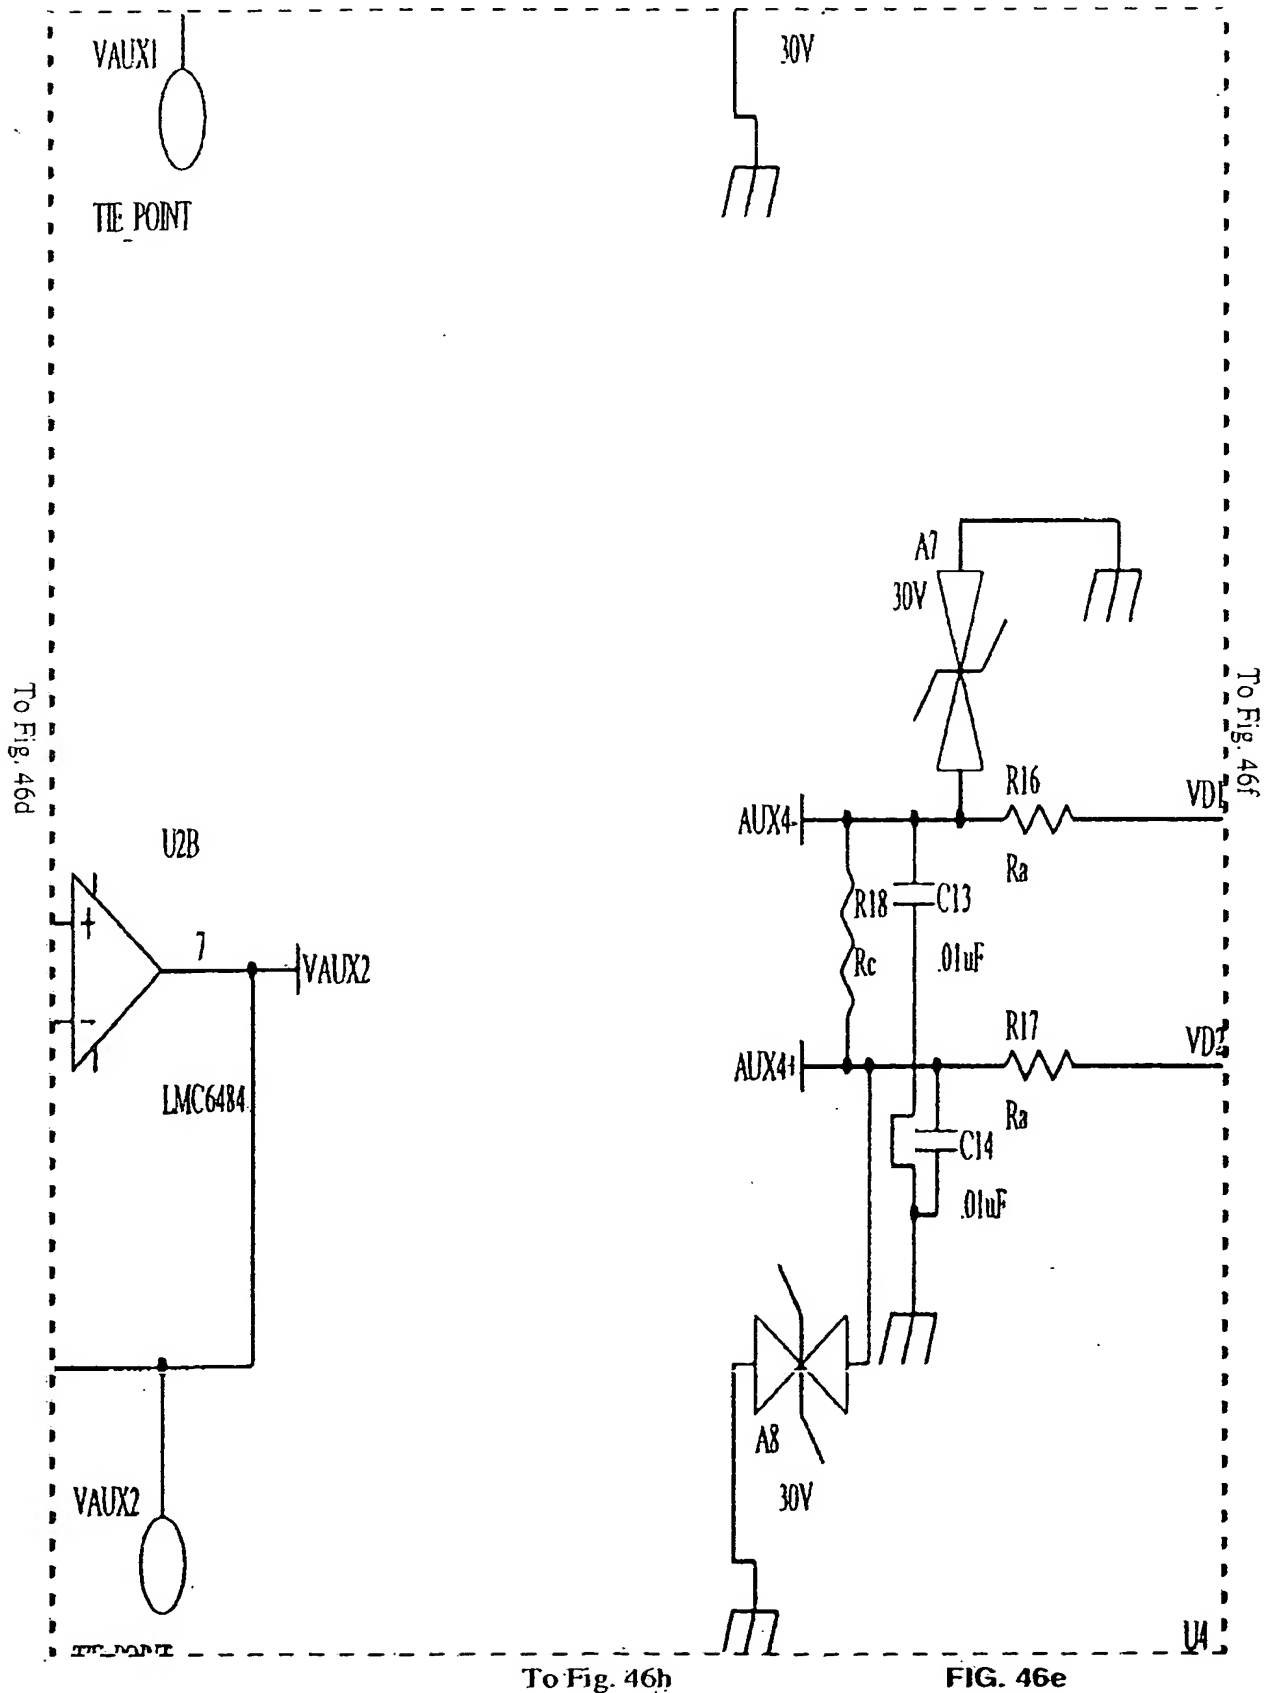 VAUX1
30V
TIE_POINT
A7
30V
To Fig. 46d
To Fig. 46f
R16
VD1
AUX4-
U2B
Ra
R18
C13
+
7
VAUX2
Rc
.01uF
-
R17
VD2
AUX4+
LMC6484
Ra
C14
.01uF
A8
VAUX2
30V
U4
To Fig. 46h
FIG. 46e